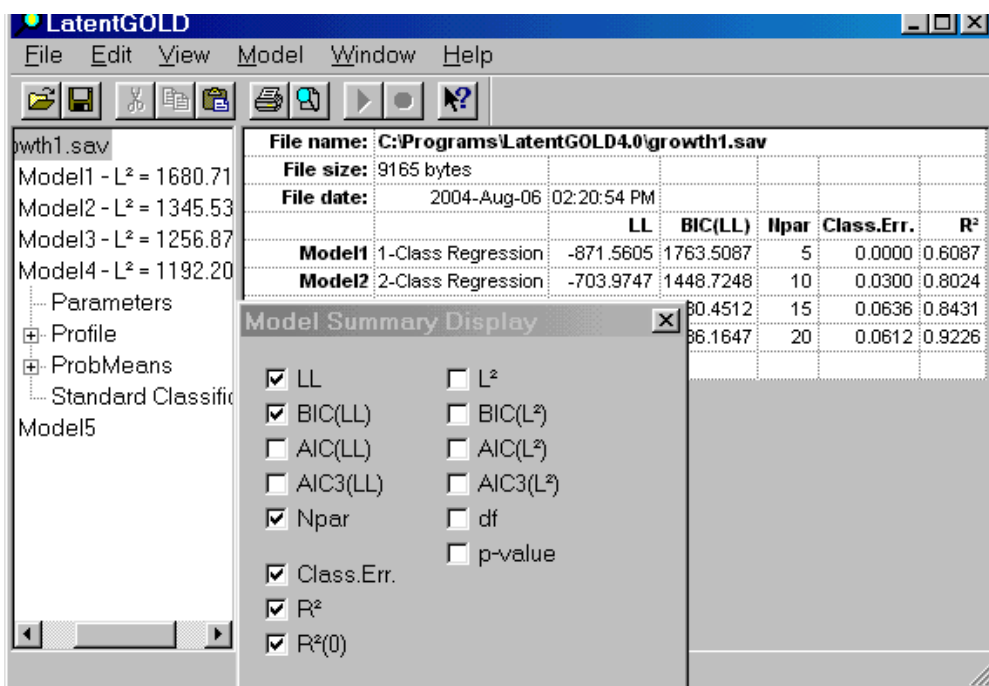 LatentGOLD
File Edit View Model Window Help
owth1.sav
Model1 - L² = 1680.71
Model2 - L² = 1345.53
Model3 - L² = 1256.87
Model4 - L² = 1192.20
Parameters
Profile
ProbMeans
Standard Classific
Model5
File name: C:\Programs\LatentGOLD4.0\growth1.sav
File size: 9165 bytes
File date: 2004-Aug-06 02:20:54 PM
LL BIC(LL) Npar Class.Err. R²
Model1 1-Class Regression -871.5605 1763.5087 5 0.0000 0.6087
Model2 2-Class Regression -703.9747 1448.7248 10 0.0300 0.8024
80.4512 15 0.0636 0.8431
86.1647 20 0.0612 0.9226
Model Summary Display
LL
BIC(LL)
AIC(LL)
AIC3(LL)
Npar
Class.Err.
R²
R²(0)
L²
BIC(L²)
AIC(L²)
AIC3(L²)
df
p-value